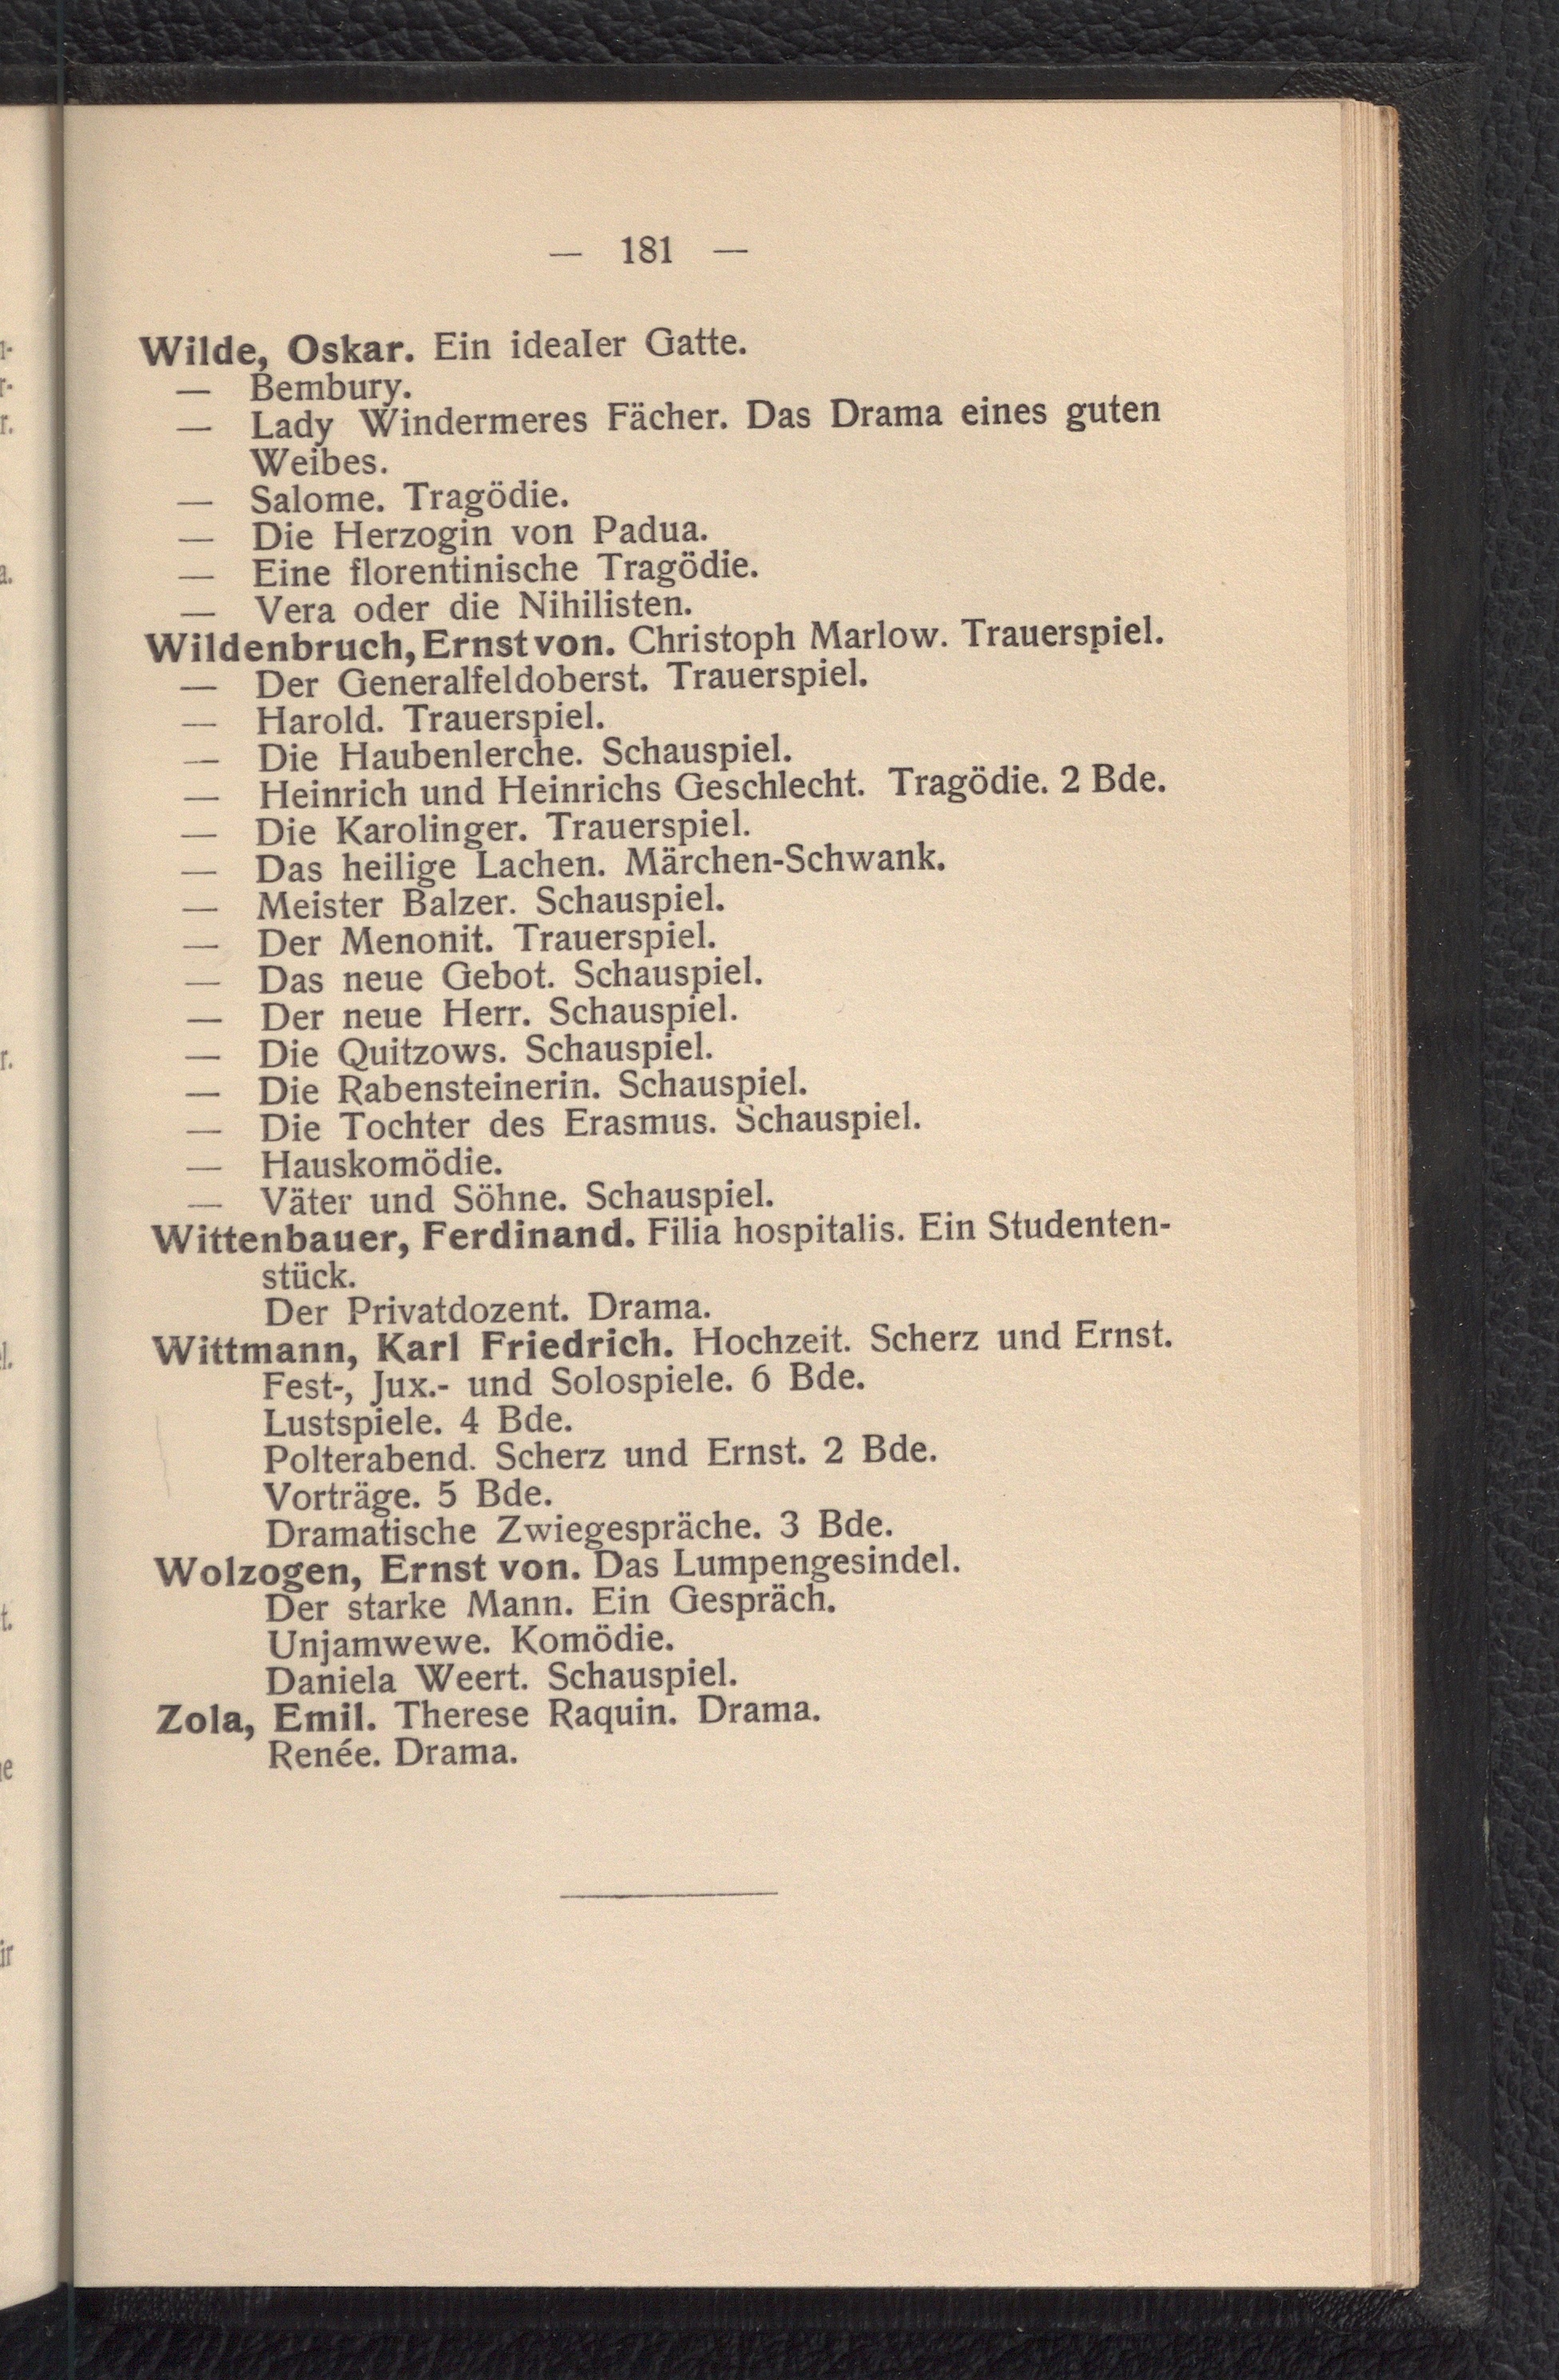 — 181 —
Wilde, Oskar. Ein idealer Gatte.
— Bembury.
— Lady Windermeres Fächer. Das Drama eines guten
Weibes.
— Salome. Tragödie.
— Die Herzogin von Padua.
— Eine florentinische Tragödie.
— Vera oder die Nihilisten.
Wildenbruch, Ernst von. Christoph Marlow. Trauerspiel.
— Der Generalfeldoberst. Trauerspiel.
— Harold. Trauerspiel.
— Die Haubenlerche. Schauspiel.
— Heinrich und Heinrichs Geschlecht. Tragödie. 2 Bde.
— Die Karolinger. Trauerspiel.
— Das heilige Lachen. Märchen-Schwank.
— Meister Balzer. Schauspiel.
— Der Menonit. Trauerspiel.
— Das neue Gebot. Schauspiel.
— Der neue Herr. Schauspiel.
— Die Quitzows. Schauspiel.
— Die Rabensteinerin. Schauspiel.
— Die Tochter des Erasmus. Schauspiel.
— Hauskomödie.
— Väter und Söhne. Schauspiel.
Wittenbauer, Ferdinand. Filia hospitalis. Ein Studenten-
stück.
Der Privatdozent. Drama.
Wittmann, Karl Friedrich. Hochzeit. Scherz und Ernst.
Fest-, Jux.- und Solospiele. 6 Bde.
Lustspiele. 4 Bde.
Polterabend. Scherz und Ernst. 2 Bde.
Vorträge. 5 Bde.
Dramatische Zwiegespräche. 3 Bde.
Wolzogen, Ernst von. Das Lumpengesindel.
Der starke Mann. Ein Gespräch.
Unjamwewe. Komödie.
Daniela Weert. Schauspiel.
Zola, Emil. Therese Raquin. Drama.
Renée. Drama.